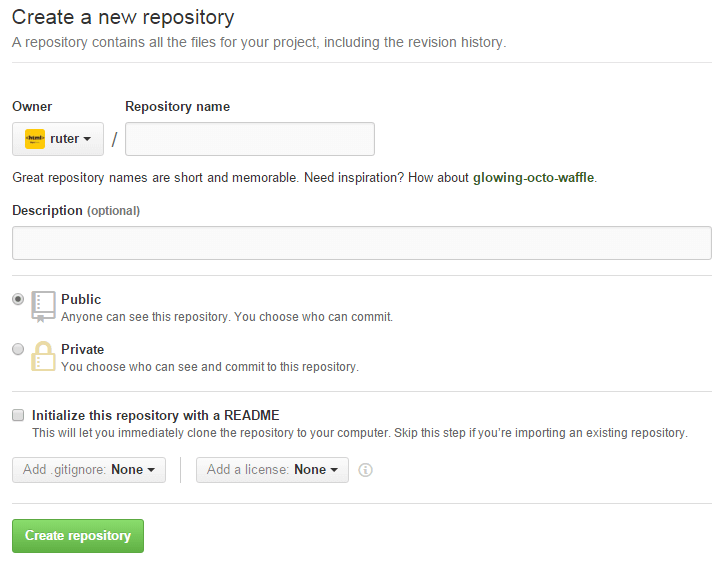 Create a new repository
A repository contains all the files for your project, including the revision history.
Owner Repository name
ruter / 
Great repository names are short and memorable. Need inspiration? How about glowing-octo-waffle.
Description (optional)
Public
Anyone can see this repository. You choose who can commit.
Private
You choose who can see and commit to this repository.
Initialize this repository with a README
This will let you immediately clone the repository to your computer. Skip this step if you’re importing an existing repository.
Add .gitignore: None Add a license: None
Create repository